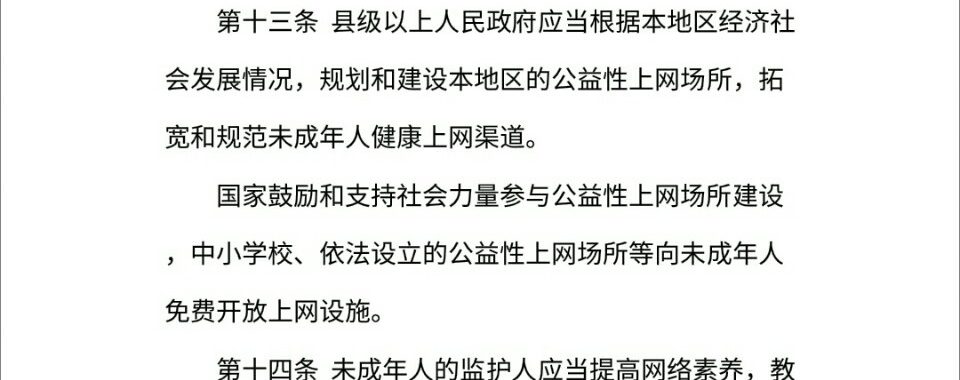 第十三条 县级以上人民政府应当根据本地区经济社
会发展情况，规划和建设本地区的公益性上网场所，拓
宽和规范未成年人健康上网渠道。
国家鼓励和支持社会力量参与公益性上网场所建设
，中小学校、依法设立的公益性上网场所等向未成年人
免费开放上网设施。
第十四条 未成年人的监护人应当提高网络素养，教